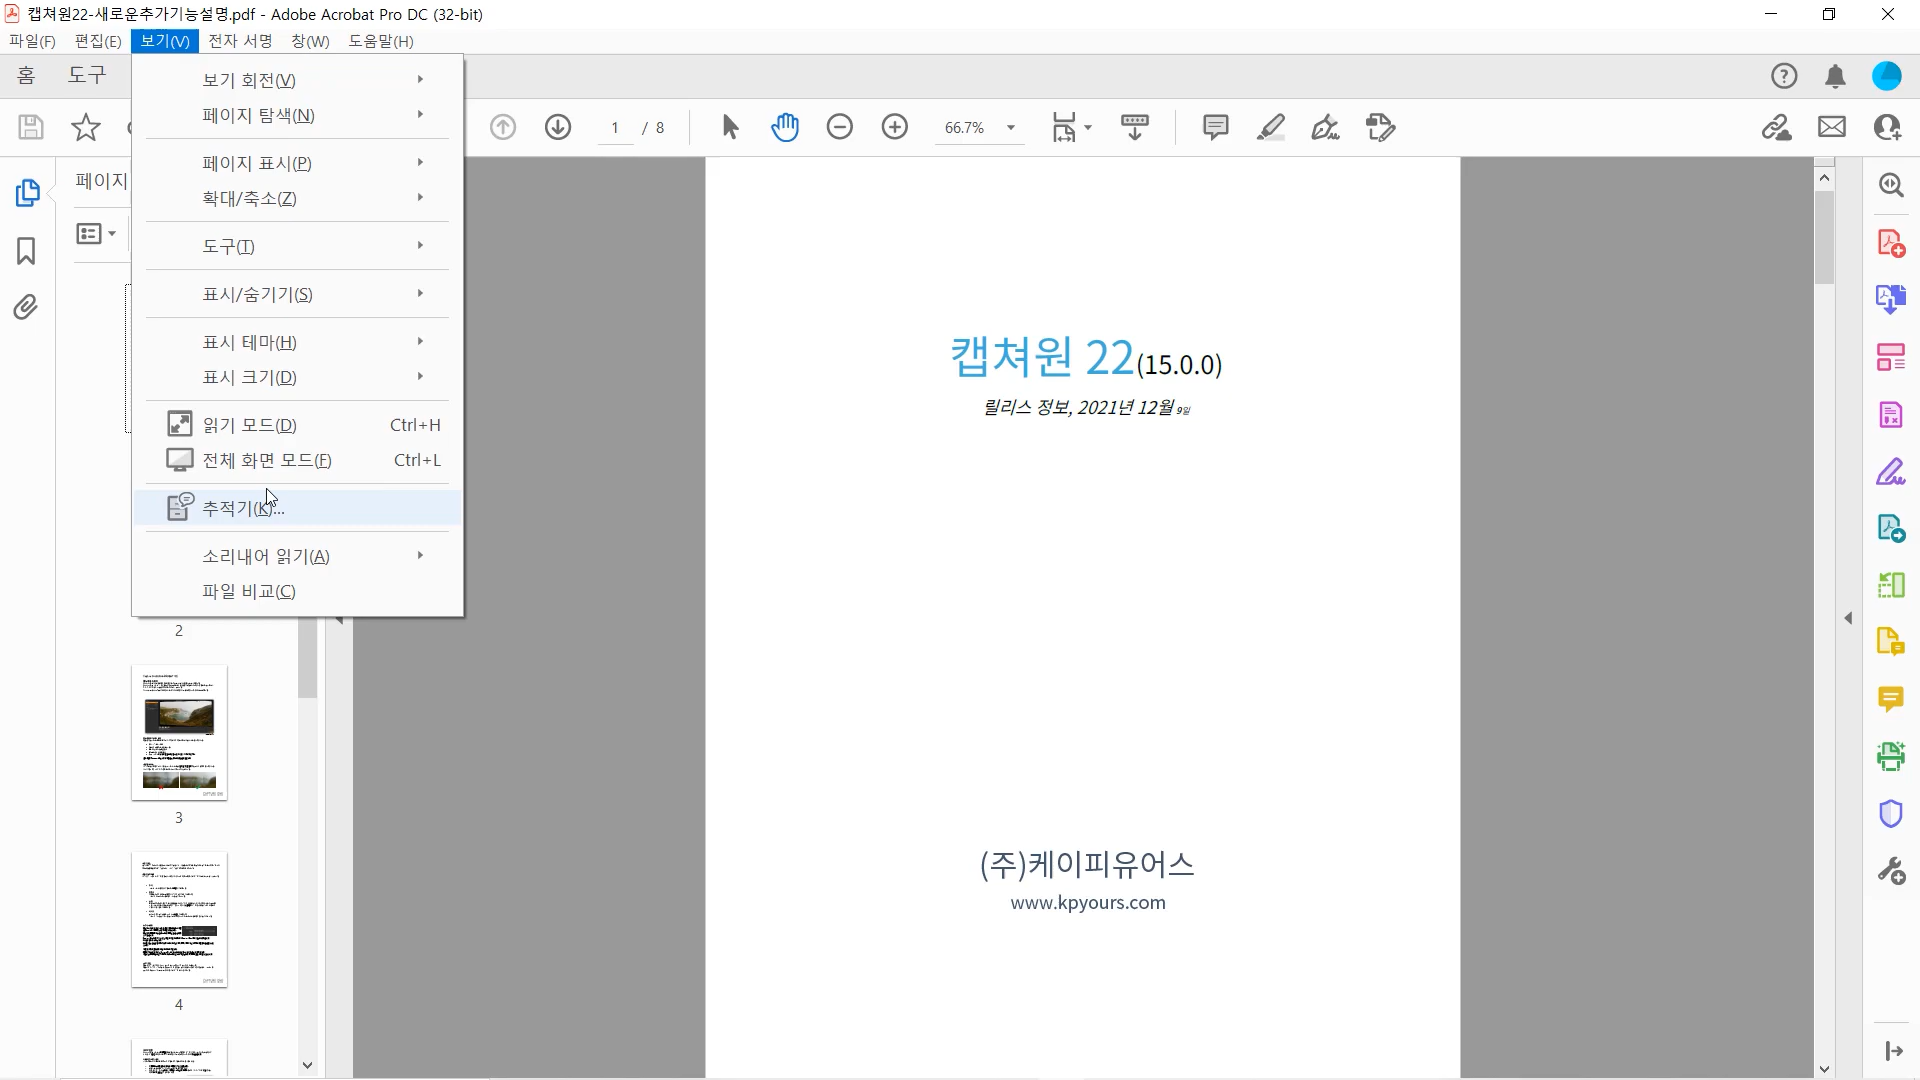 캡쳐원22-새로운추가기능설명.pdf - Adobe Acrobat Pro DC (32-bit)
파일(F) 편집(E) 보기(V) 전자 서명 창(W) 도움말(H)
홈 도구
보기 회전(V)
페이지 탐색(N)
1 / 8 66.7%
페이지 표시(P)
페이지
확대/축소(Z)
도구(T)
표시/숨기기(S)
표시 테마(H)
표시 크기(D)
읽기 모드(D) Ctrl+H
전체 화면 모드(F) Ctrl+L
추적기(K)...
소리내어 읽기(A)
파일 비교(C)
2
3
4
캡쳐원 22(15.0.0)
릴리스 정보, 2021년 12월 9일
(주)케이피유어스
www.kpyours.com